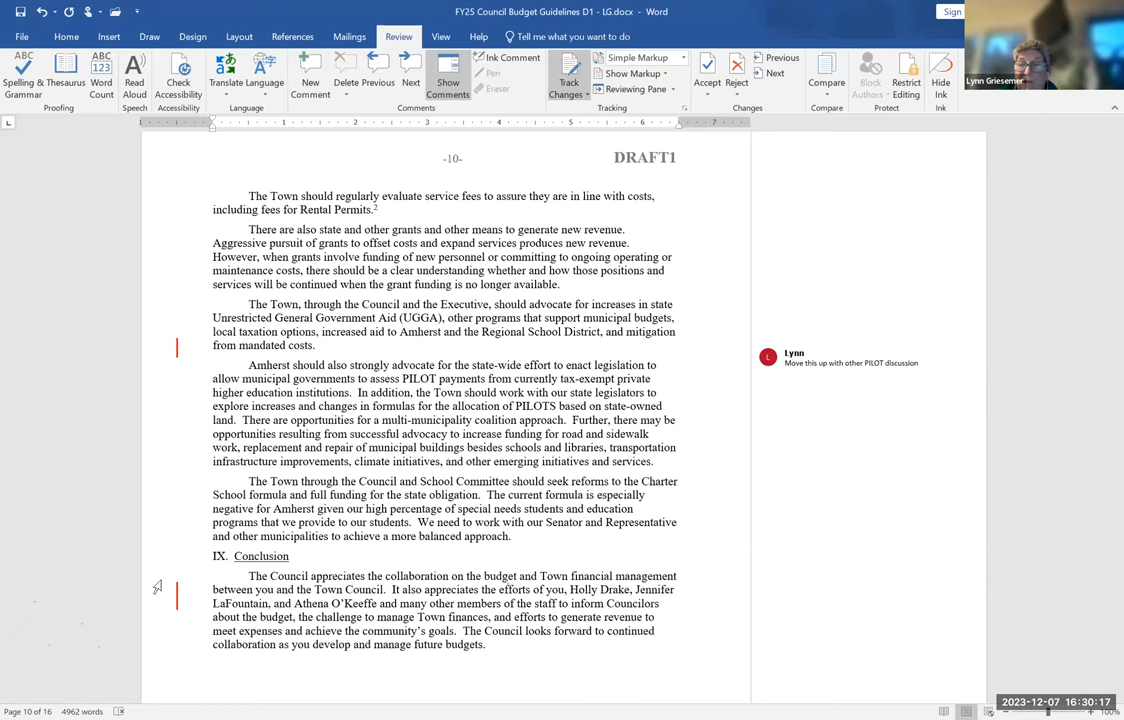 FY25 Council Budget Guidelines D1 - LG.docx - Word
Sign
File Home Insert Draw Design Layout References Mailings Review View Help Tell me what you want to do
Lynn Griesemer
Spelling & Grammar
Thesaurus
ABC 123
Word Count
Read Aloud
Check Accessibility
Translate
Language
New Comment
Delete
Previous
Next
Show Comments
Ink Comment
Pen
Eraser
Track Changes
Simple Markup
Show Markup
Reviewing Pane
Accept
Reject
Previous
Next
Compare
Block Authors
Restrict Editing
Hide Ink
Proofing Speech Accessibility Language Comments Tracking Changes Compare Protect Ink
1 1 2 3 4 5 6 7
-10- DRAFT1
The Town should regularly evaluate service fees to assure they are in line with costs,
including fees for Rental Permits.2
There are also state and other grants and other means to generate new revenue.
Aggressive pursuit of grants to offset costs and expand services produces new revenue.
However, when grants involve funding of new personnel or committing to ongoing operating or
maintenance costs, there should be a clear understanding whether and how those positions and
services will be continued when the grant funding is no longer available.
The Town, through the Council and the Executive, should advocate for increases in state
Unrestricted General Government Aid (UGGA), other programs that support municipal budgets,
local taxation options, increased aid to Amherst and the Regional School District, and mitigation
from mandated costs.
Lynn
Move this up with other PILOT discussion
Amherst should also strongly advocate for the state-wide effort to enact legislation to
allow municipal governments to assess PILOT payments from currently tax-exempt private
higher education institutions. In addition, the Town should work with our state legislators to
explore increases and changes in formulas for the allocation of PILOTS based on state-owned
land. There are opportunities for a multi-municipality coalition approach. Further, there may be
opportunities resulting from successful advocacy to increase funding for road and sidewalk
work, replacement and repair of municipal buildings besides schools and libraries, transportation
infrastructure improvements, climate initiatives, and other emerging initiatives and services.
The Town through the Council and School Committee should seek reforms to the Charter
School formula and full funding for the state obligation. The current formula is especially
negative for Amherst given our high percentage of special needs students and education
programs that we provide to our students. We need to work with our Senator and Representative
and other municipalities to achieve a more balanced approach.
IX. Conclusion
The Council appreciates the collaboration on the budget and Town financial management
between you and the Town Council. It also appreciates the efforts of you, Holly Drake, Jennifer
LaFountain, and Athena O'Keeffe and many other members of the staff to inform Councilors
about the budget, the challenge to manage Town finances, and efforts to generate revenue to
meet expenses and achieve the community's goals. The Council looks forward to continued
collaboration as you develop and manage future budgets.
2023-12-07 16:30:17
Page 10 of 16 4962 words 100%